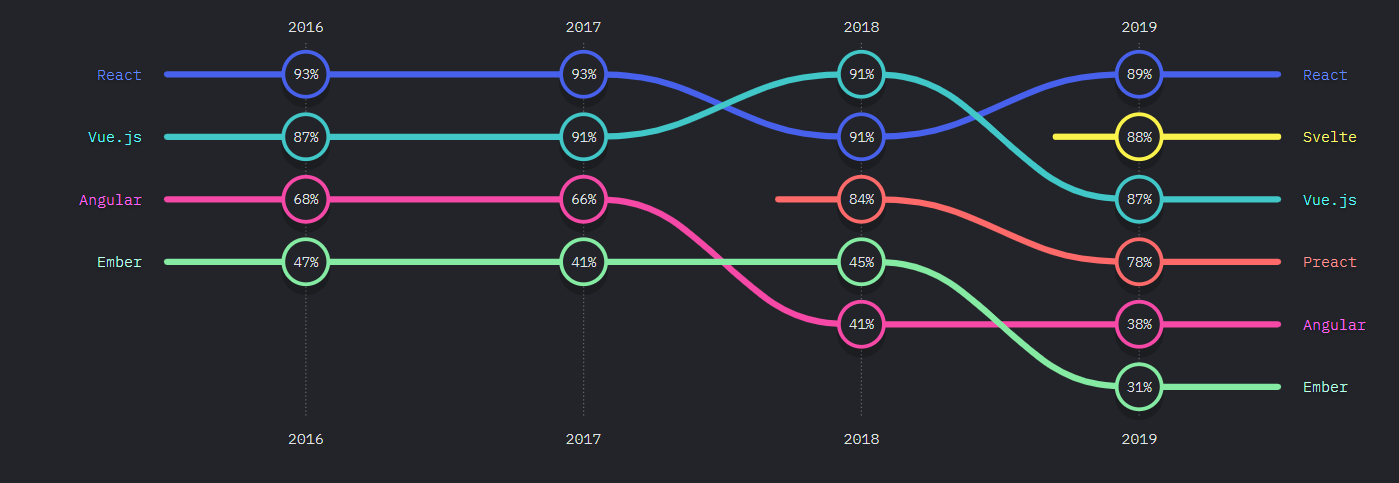 2016 2017 2018 2019
React 93% 93% 91% 89% React
Vue.js 87% 91% 91% 88% Svelte
Angular 68% 66% 84% 87% Vue.js
Ember 47% 41% 45% 78% Preact
41% 38% Angular
31% Ember
2016 2017 2018 2019